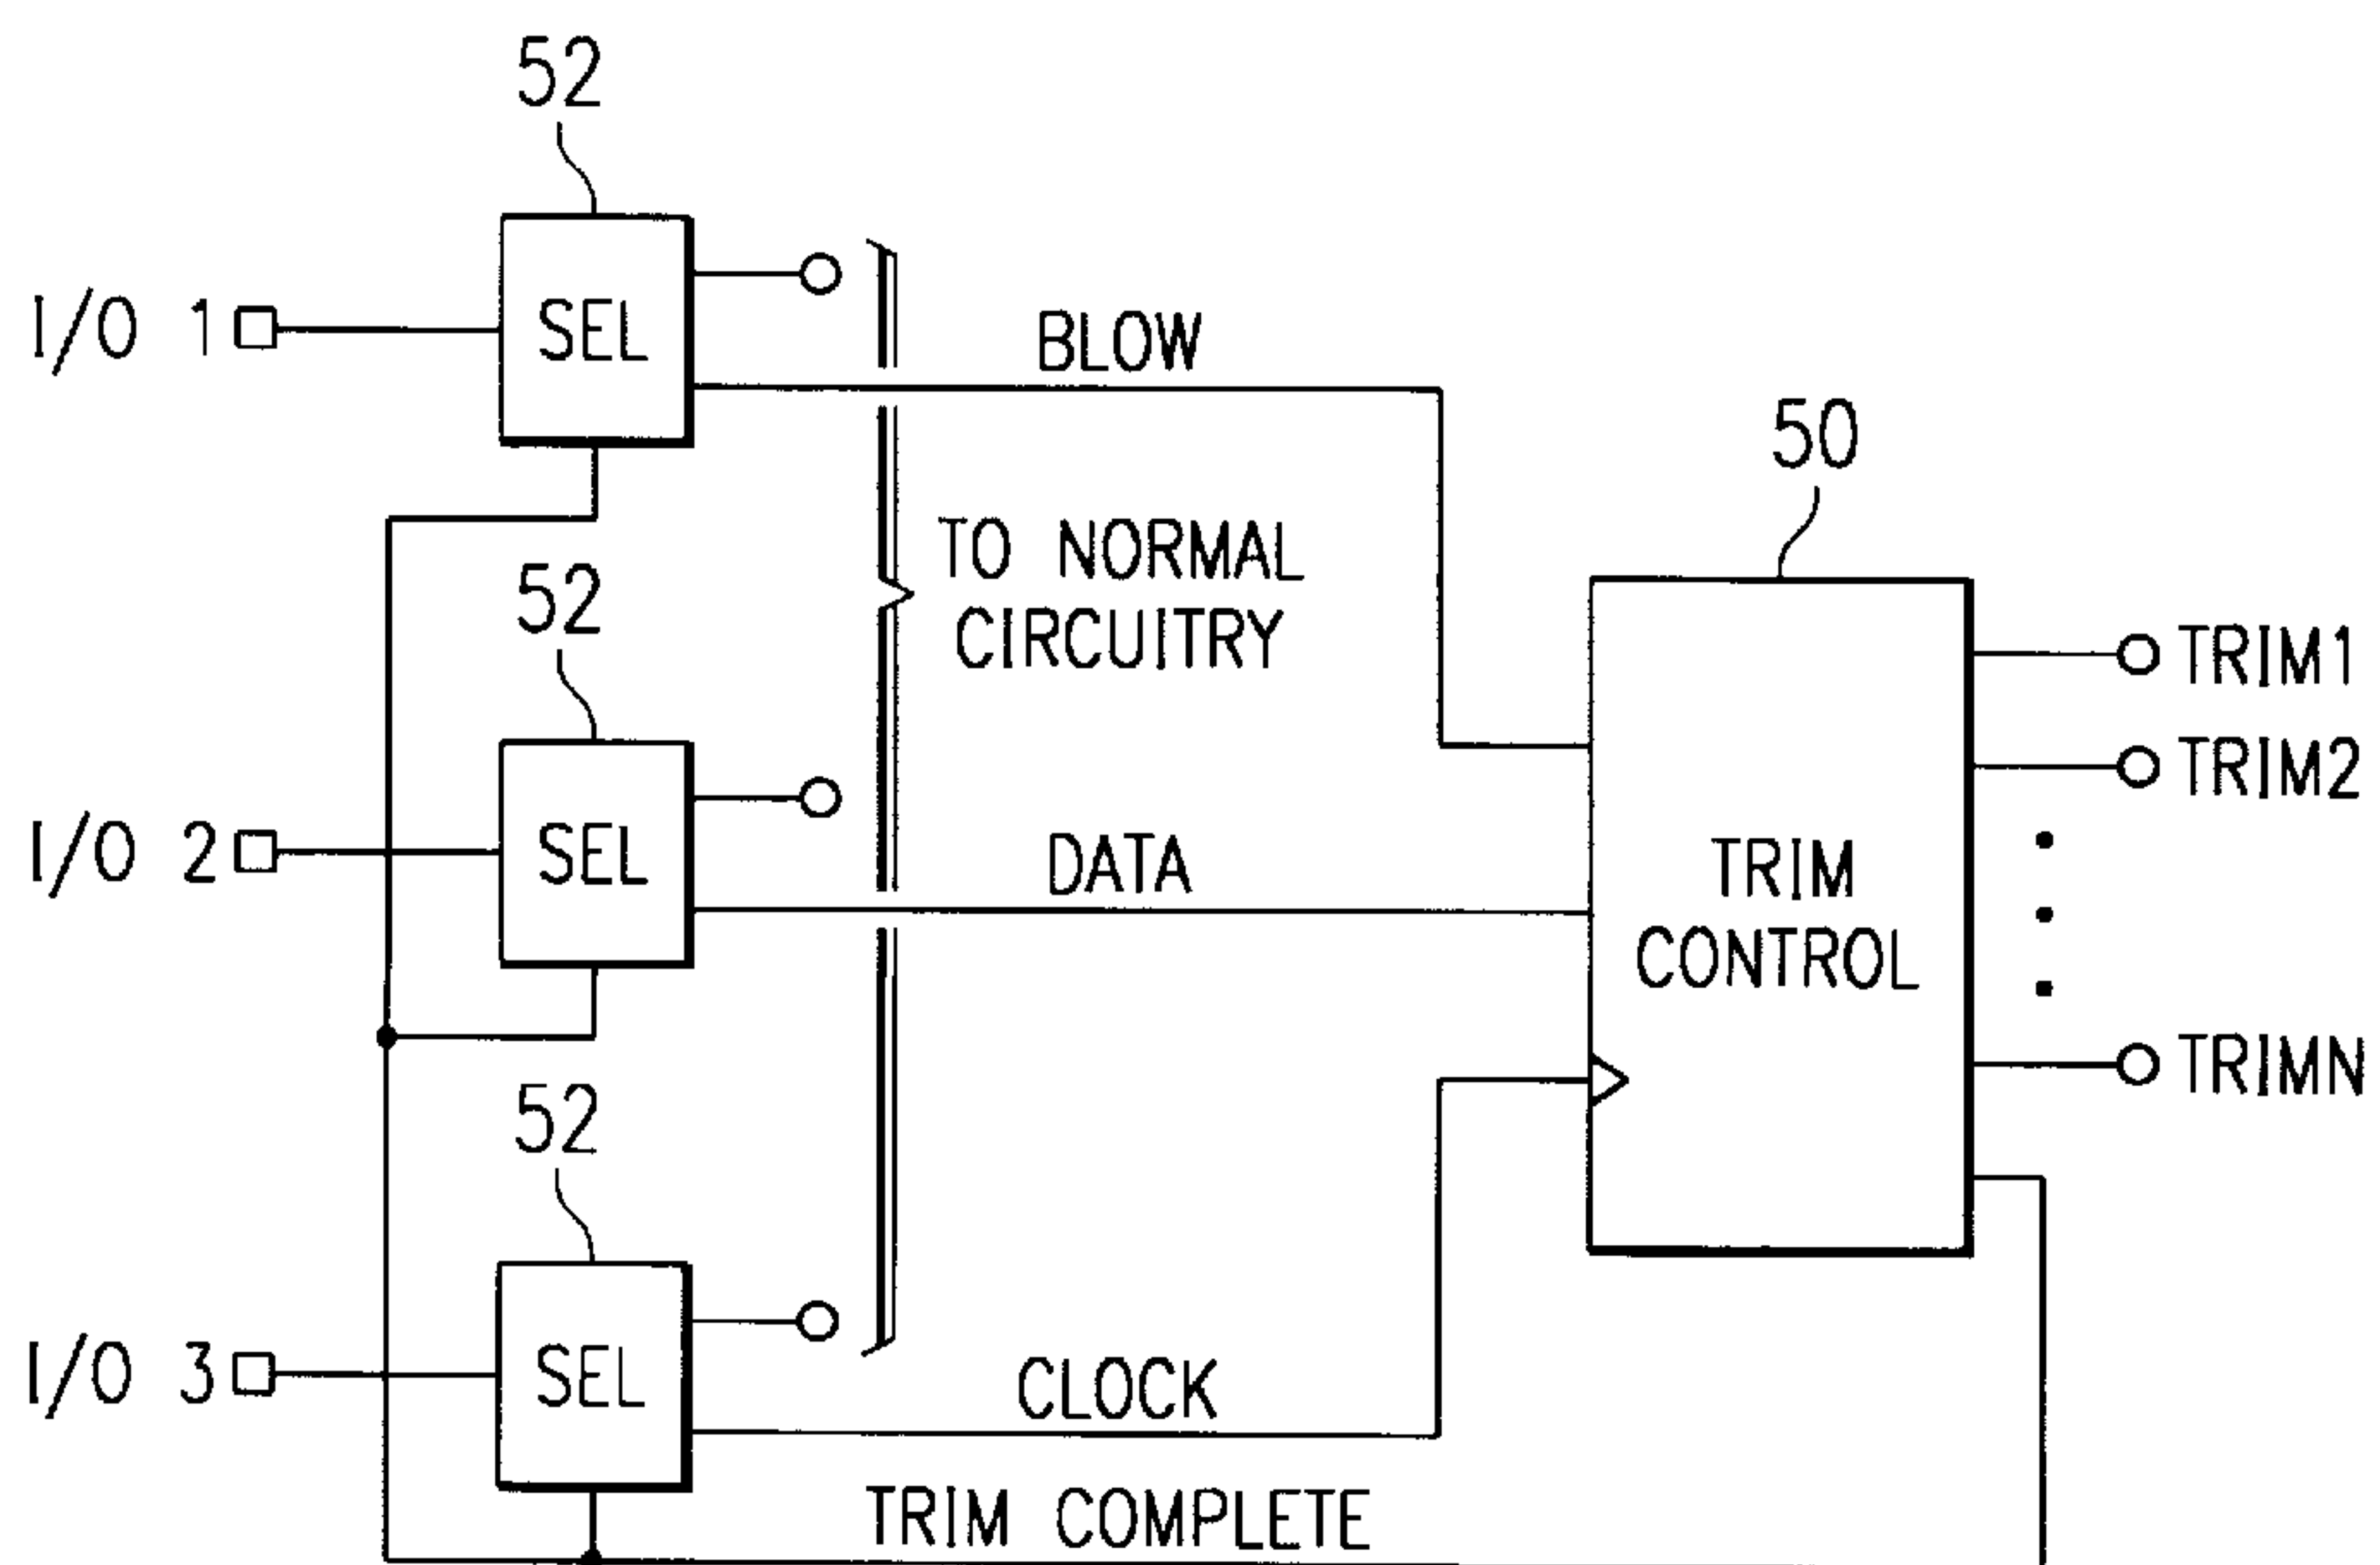 52
I/O 1
SEL
BLOW
50
TO NORMAL
CIRCUITRY
52
TRIM1
TRIM2
I/O 2
SEL
DATA
TRIM
CONTROL
TRIMN
52
I/O 3
SEL
CLOCK
TRIM COMPLETE